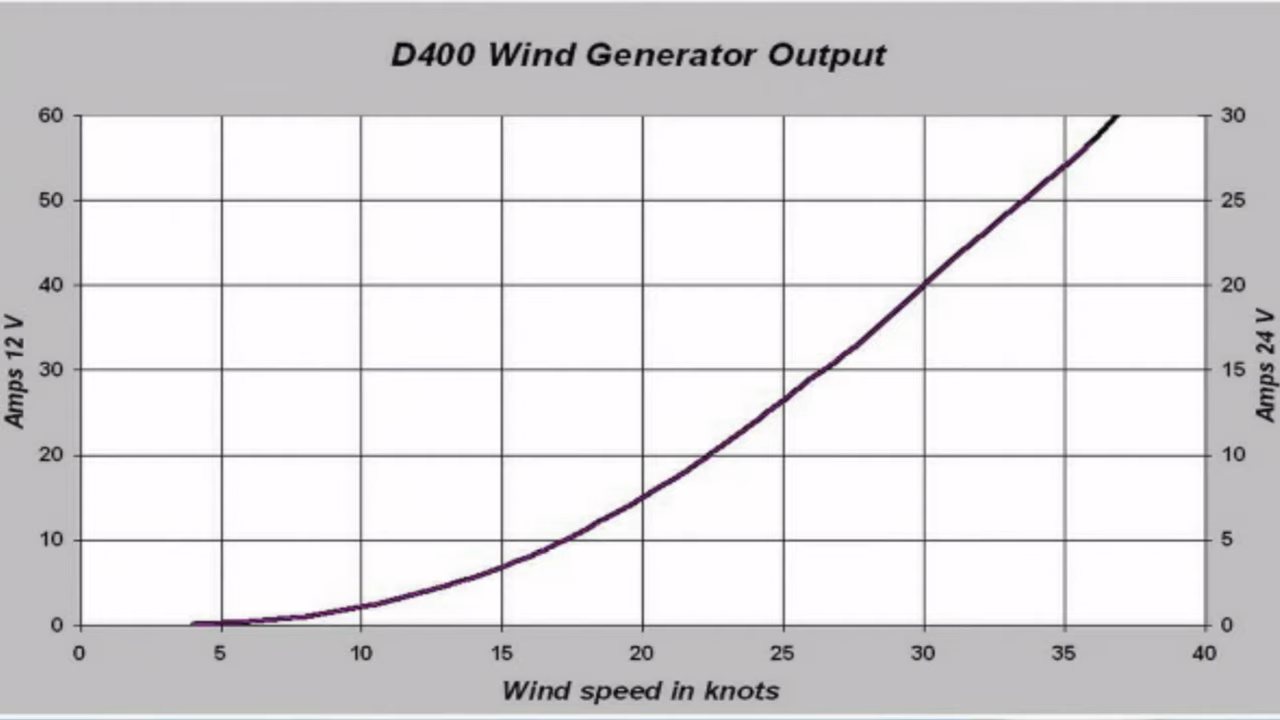 D400 Wind Generator Output
60
50
40
30
20
10
0
Amps 12 V
30
25
20
15
10
5
0
Amps 24 V
0 5 10 15 20 25 30 35 40
Wind speed in knots